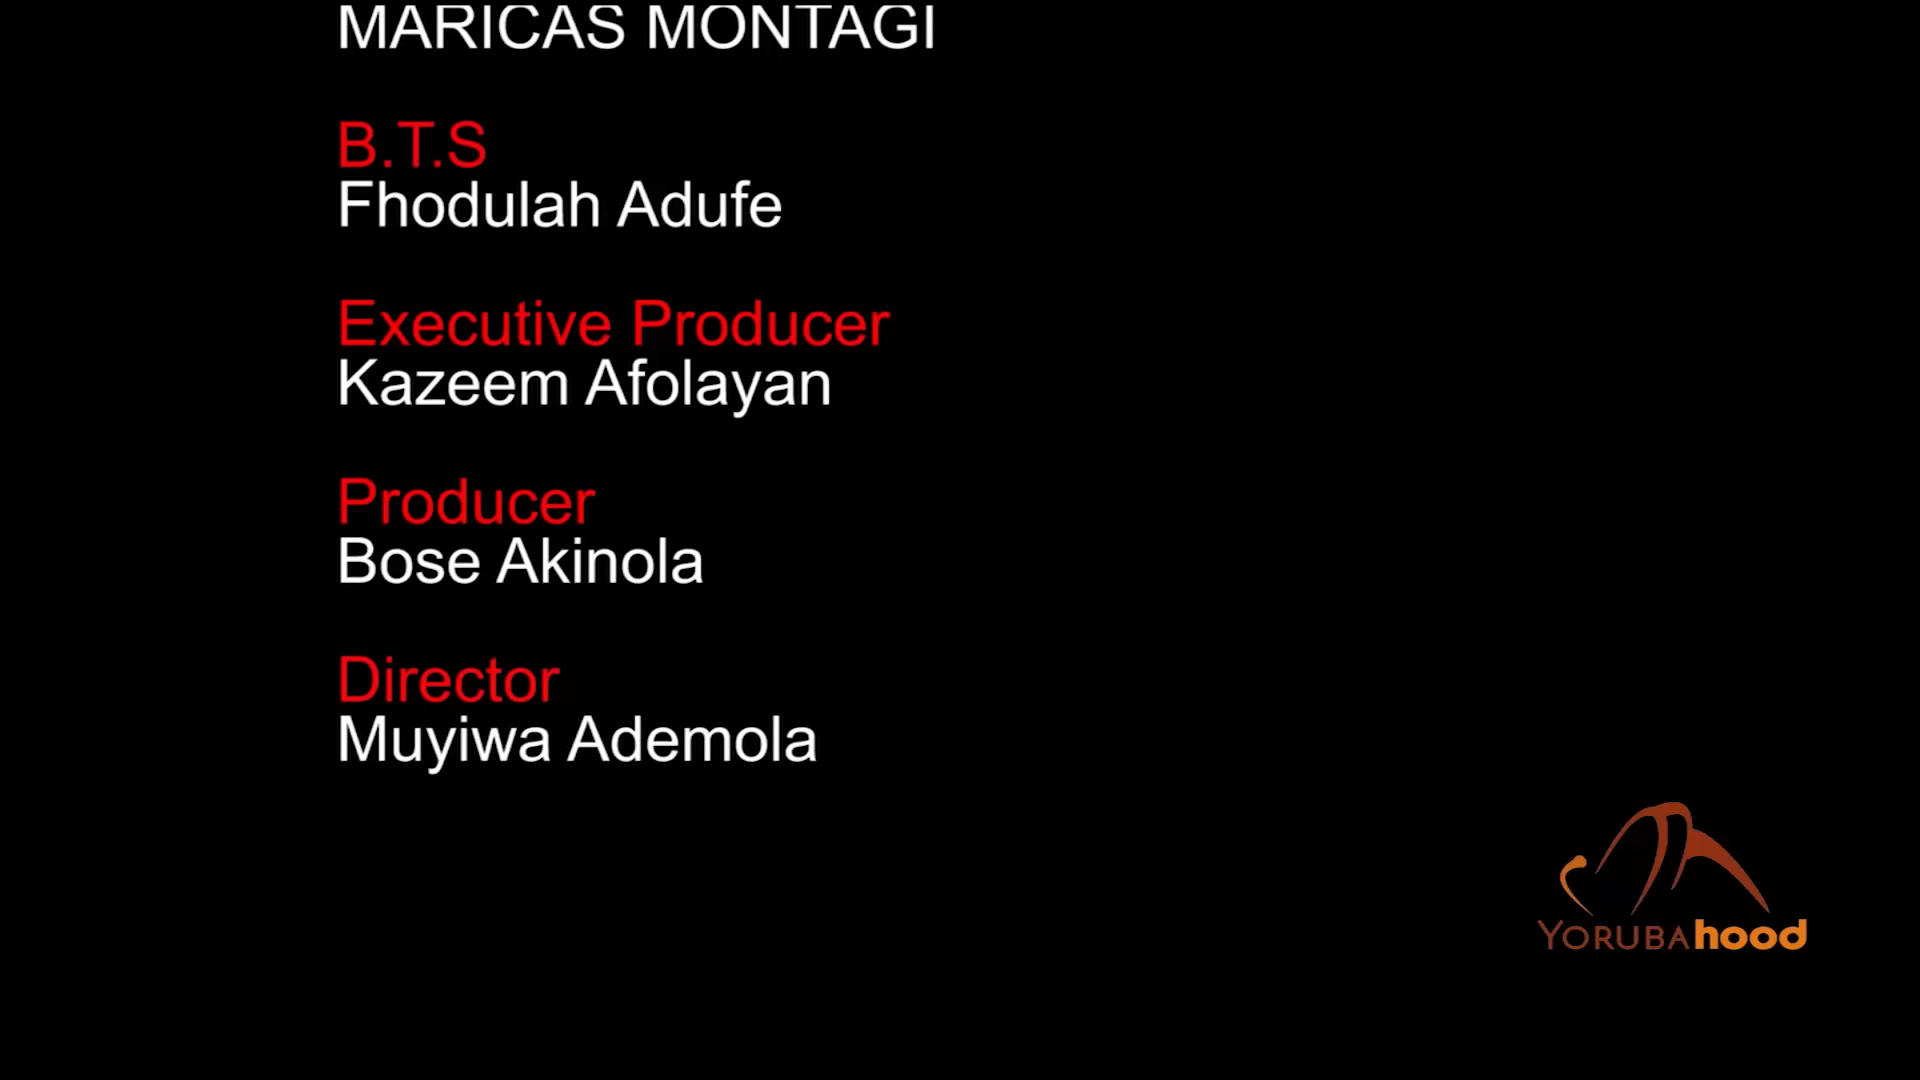 MARICAS MONTAGI
B.T.S
Fhodulah Adufe
Executive Producer
Kazeem Afolayan
Producer
Bose Akinola
Director
Muyiwa Ademola
YORUBAhood